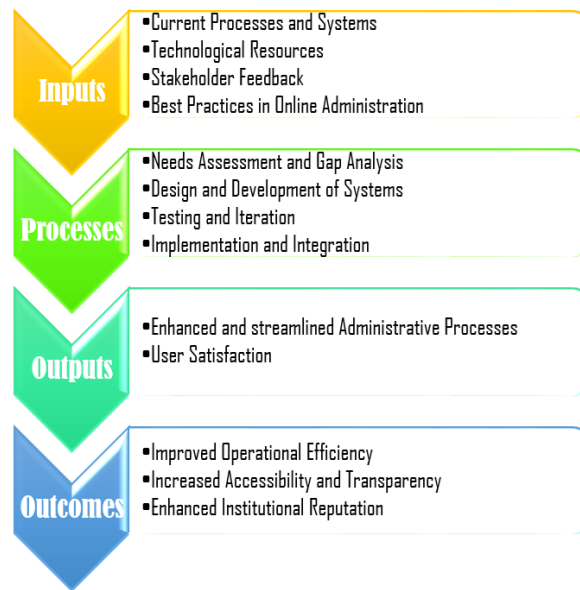 Inputs
•Current Processes and Systems
•Technological Resources
•Stakeholder Feedback
•Best Practices in Online Administration
Processes
•Needs Assessment and Gap Analysis
•Design and Development of Systems
•Testing and Iteration
•Implementation and Integration
Outputs
•Enhanced and streamlined Administrative Processes
•User Satisfaction
Outcomes
•Improved Operational Efficiency
•Increased Accessibility and Transparency
•Enhanced Institutional Reputation